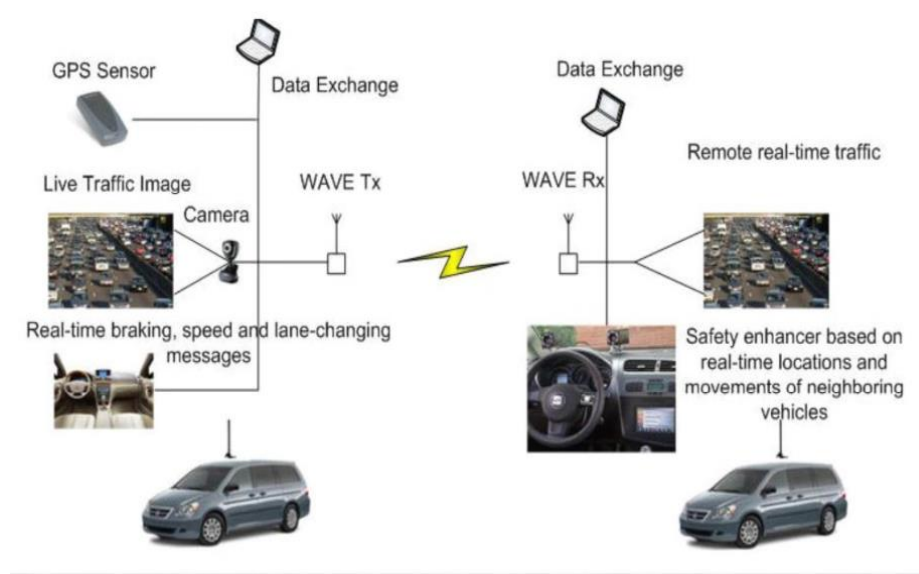 GPS Sensor
Data Exchange
Live Traffic Image
WAVE Tx
Camera
Real-time braking, speed and lane-changing
messages
Data Exchange
Remote real-time traffic
WAVE Rx
Safety enhancer based on
real-time locations and
movements of neighboring
vehicles